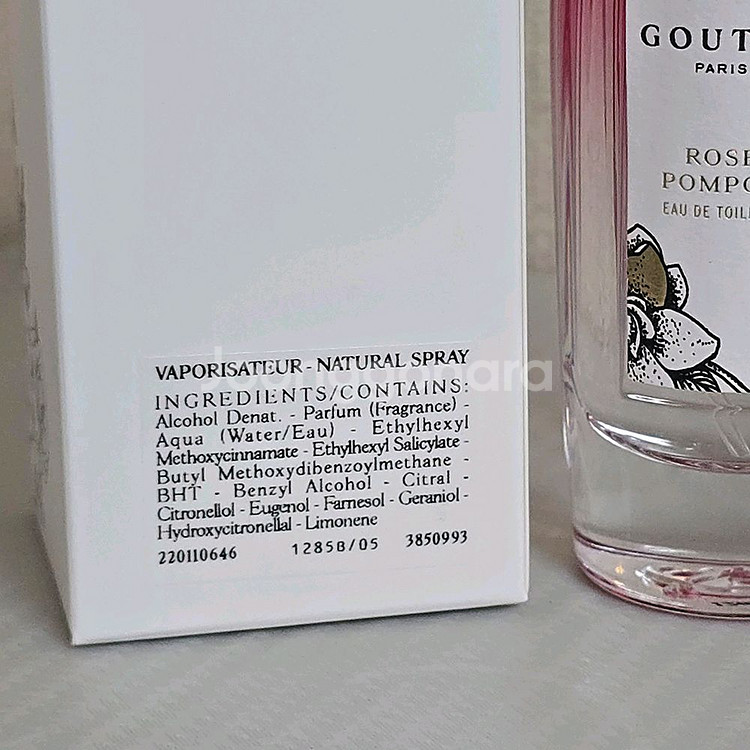 VAPORISATEUR - NATURAL SPRAY
INGREDIENTS/CONTAINS:
Alcohol Denat. - Parfum (Fragrance) -
Aqua (Water/Eau) - Ethylhexyl
Methoxycinnamate - Ethylhexyl Salicylate -
Butyl Methoxydibenzoylmethane -
BHT - Benzyl Alcohol - Citral -
Citronellol - Eugenol - Farnesol - Geraniol -
Hydroxycitronellal - Limonene
220110646 1285B/05 3850993
GOUT
PARIS
ROSE
POMPO
EAU DE TOIL